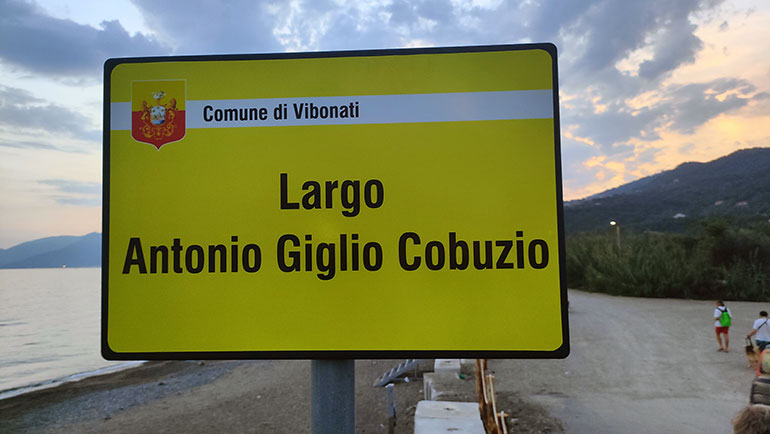 Comune di Vibonati
Largo
Antonio Giglio Cobuzio